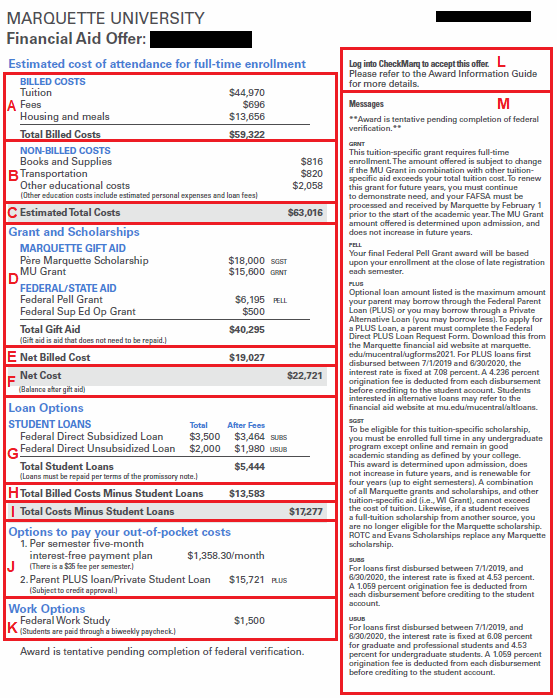 MARQUETTE UNIVERSITY
Financial Aid Offer:
Estimated cost of attendance for full-time enrollment
A
BILLED COSTS
Tuition $44,970
Fees $696
Housing and meals $13,656
Total Billed Costs $59,322
B
NON-BILLED COSTS
Books and Supplies $816
Transportation $820
Other educational costs $2,058
(Other education costs include estimated personal expenses and loan fees)
C Estimated Total Costs $63,016
Grant and Scholarships
D
MARQUETTE GIFT AID
Père Marquette Scholarship $18,000 SGST
MU Grant $15,600 GRNT
FEDERAL/STATE AID
Federal Pell Grant $6,195 PELL
Federal Sup Ed Op Grant $500
Total Gift Aid $40,295
(Gift aid is that does not need to be repaid.)
E Net Billed Cost $19,027
F Net Cost $22,721
(Balance after gift aid)
Loan Options
G
STUDENT LOANS Total After Fees
Federal Direct Subsidized Loan $3,500 $3,464 SUBS
Federal Direct Unsubsidized Loan $2,000 $1,980 USUB
Total Student Loans $5,444
(Loans must be repaid per terms of the promissory note.)
H Total Billed Costs Minus Student Loans $13,583
I Total Costs Minus Student Loans $17,277
Options to pay your out-of-pocket costs
J
1. Per semester five-month
interest-free payment plan $1,358.30/month
(There is a $35 fee per semester.)
2. Parent PLUS loan/Private Student Loan $15,721 PLUS
(Subject to credit approval.)
Work Options
K Federal Work Study $1,500
(Students are paid through a biweekly paycheck.)
Award is tentative pending completion of federal verification.
Log into CheckMarq to accept this offer. L
Please refer to the Award Information Guide
for more details.
Messages M
**Award is tentative pending completion of federal
verification.**
GRNT
This tuition-specific grant requires full-time
enrollment. The amount offered is subject to change
if the MU Grant in combination with other tuition-
specific aid exceeds your total tuition cost. To renew
this grant for future years, you must continue
to demonstrate need, and your FAFSA must be
processed and received by Marquette by February 1
prior to the start of the academic year. The MU Grant
amount offered is determined upon admission, and
does not increase in future years.
PELL
Your final Federal Pell Grant award will be based
upon your enrollment at the close of late registration
each semester.
PLUS
Optional loan amount listed is the maximum amount
your parent may borrow through the Federal Parent
Loan (PLUS) or you may borrow through a Private
Alternative Loan (you may borrow less). To apply for
a PLUS Loan, a parent must complete the Federal
Direct PLUS Loan Request Form. Download this from
the Marquette financial aid website at marquette.
edu/mucentral/ugforms2021. For PLUS loans first
disbursed between 7/1/2019 and 6/30/2020, the
interest rate is fixed at 7.08 percent. A 4.236 percent
origination fee is deducted from each disbursement
before crediting to the student account. Students
interested in alternative loans may refer to the
financial aid website at mu.edu/mucentral/altloans.
SGST
To be eligible for this tuition-specific scholarship,
you must be enrolled full time in any undergraduate
program except online and remain in good
academic standing as defined by your college.
This award is determined upon admission, does
not increase in future years, and is renewable for
four years (up to eight semesters). A combination
of all Marquette grants and scholarships, and other
tuition-specific aid (i.e., WI Grant), cannot exceed
the cost of tuition. Likewise, if a student receives
a full-tuition scholarship from another source, you
are no longer eligible for the Marquette scholarship.
ROTC and Evans Scholarships replace any Marquette
scholarship.
SUBS
For loans first disbursed between 7/1/2019, and
6/30/2020, the interest rate is fixed at 4.53 percent.
A 1.059 percent origination fee is deducted from
each disbursement before crediting to the student
account.
USUB
For loans first disbursed between 7/1/2019, and
6/30/2020, the interest rate is fixed at 6.08 percent
for graduate and professional students and 4.53
percent for undergraduate students. A 1.059 percent
origination fee is deducted from each disbursement
before crediting to the student account.